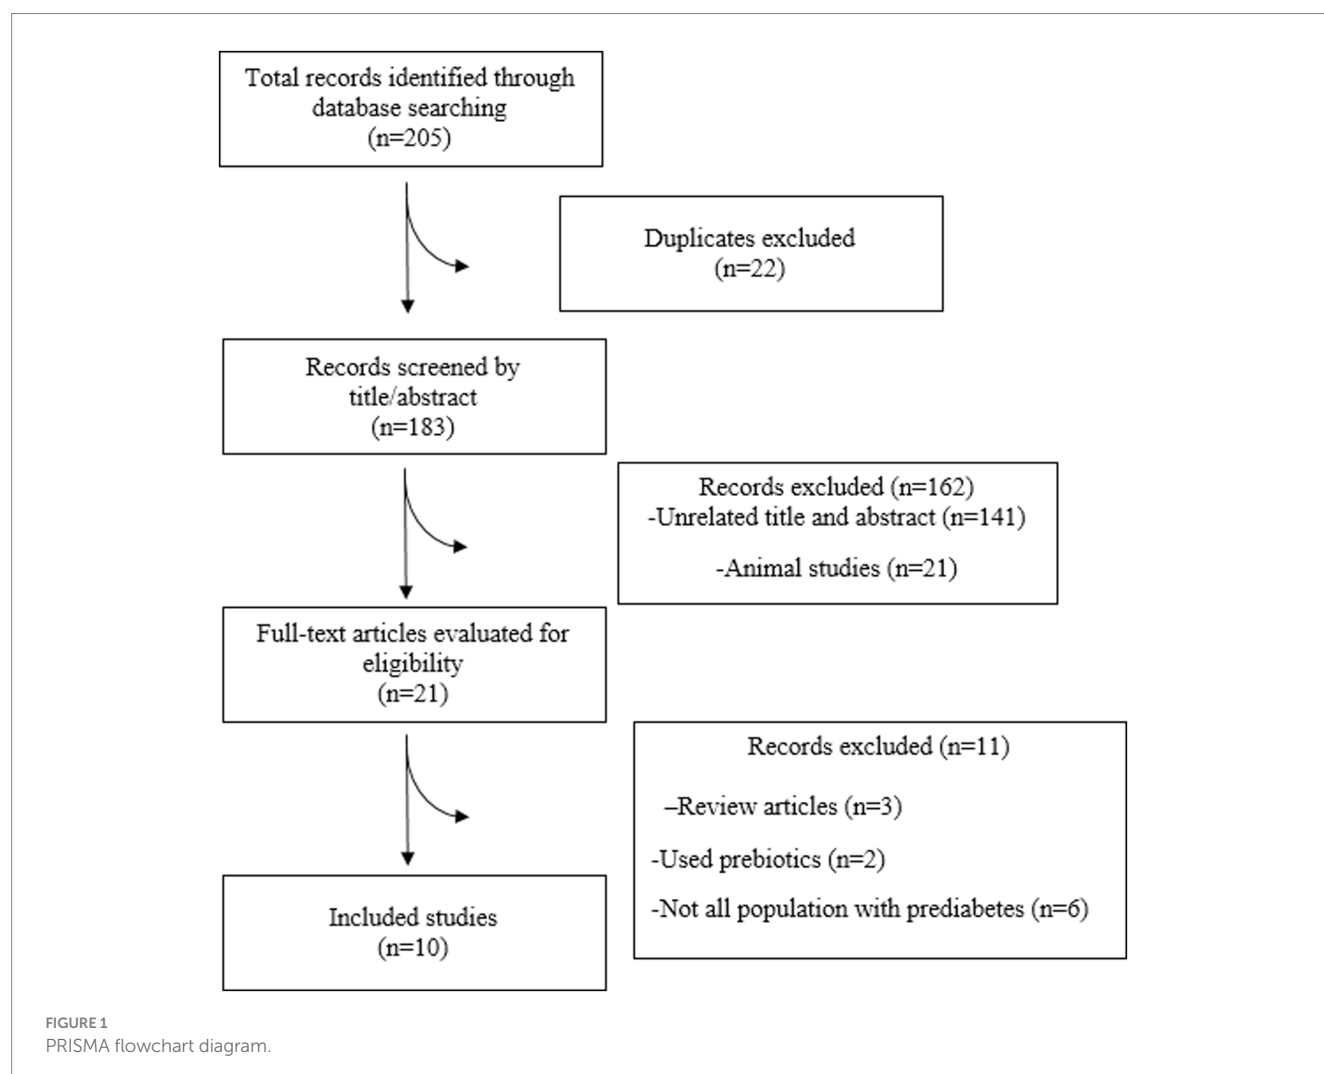 Total records identified through
database searching
(n=205)
Duplicates excluded
(n=22)
Records screened by
title/abstract
(n=183)
Records excluded (n=162)
-Unrelated title and abstract (n=141)
-Animal studies (n=21)
Full-text articles evaluated for
eligibility
(n=21)
Records excluded (n=11)
–Review articles (n=3)
-Used prebiotics (n=2)
-Not all population with prediabetes (n=6)
Included studies
(n=10)
FIGURE 1
PRISMA flowchart diagram.